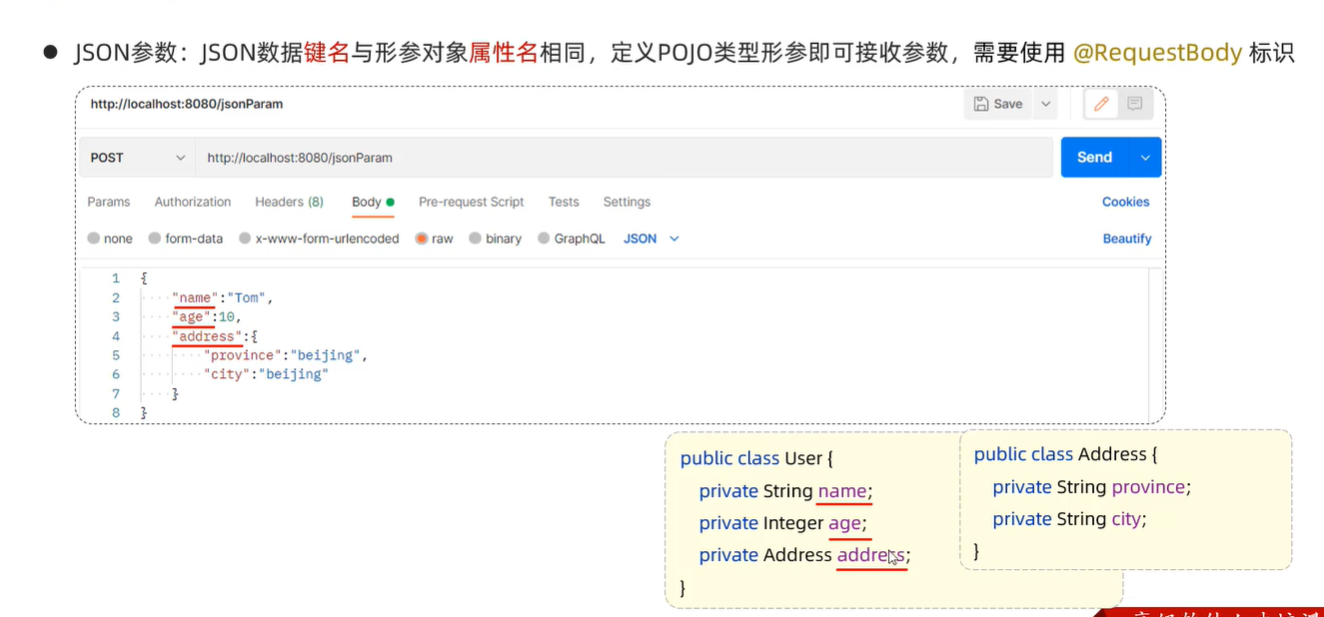 ● JSON参数：JSON数据键名与形参对象属性名相同，定义POJO类型形参即可接收参数，需要使用 @RequestBody 标识
http://localhost:8080/jsonParam
Save
POST
http://localhost:8080/jsonParam
Send
Params Authorization Headers (8) Body Pre-request Script Tests Settings
Cookies
none form-data x-www-form-urlencoded raw binary GraphQL JSON
Beautify
1 {
2 "name":"Tom",
3 "age":10,
4 "address":{
5 "province":"beijing",
6 "city":"beijing"
7 }
8 }
public class User {
private String name;
private Integer age;
private Address address;
}
public class Address {
private String province;
private String city;
}